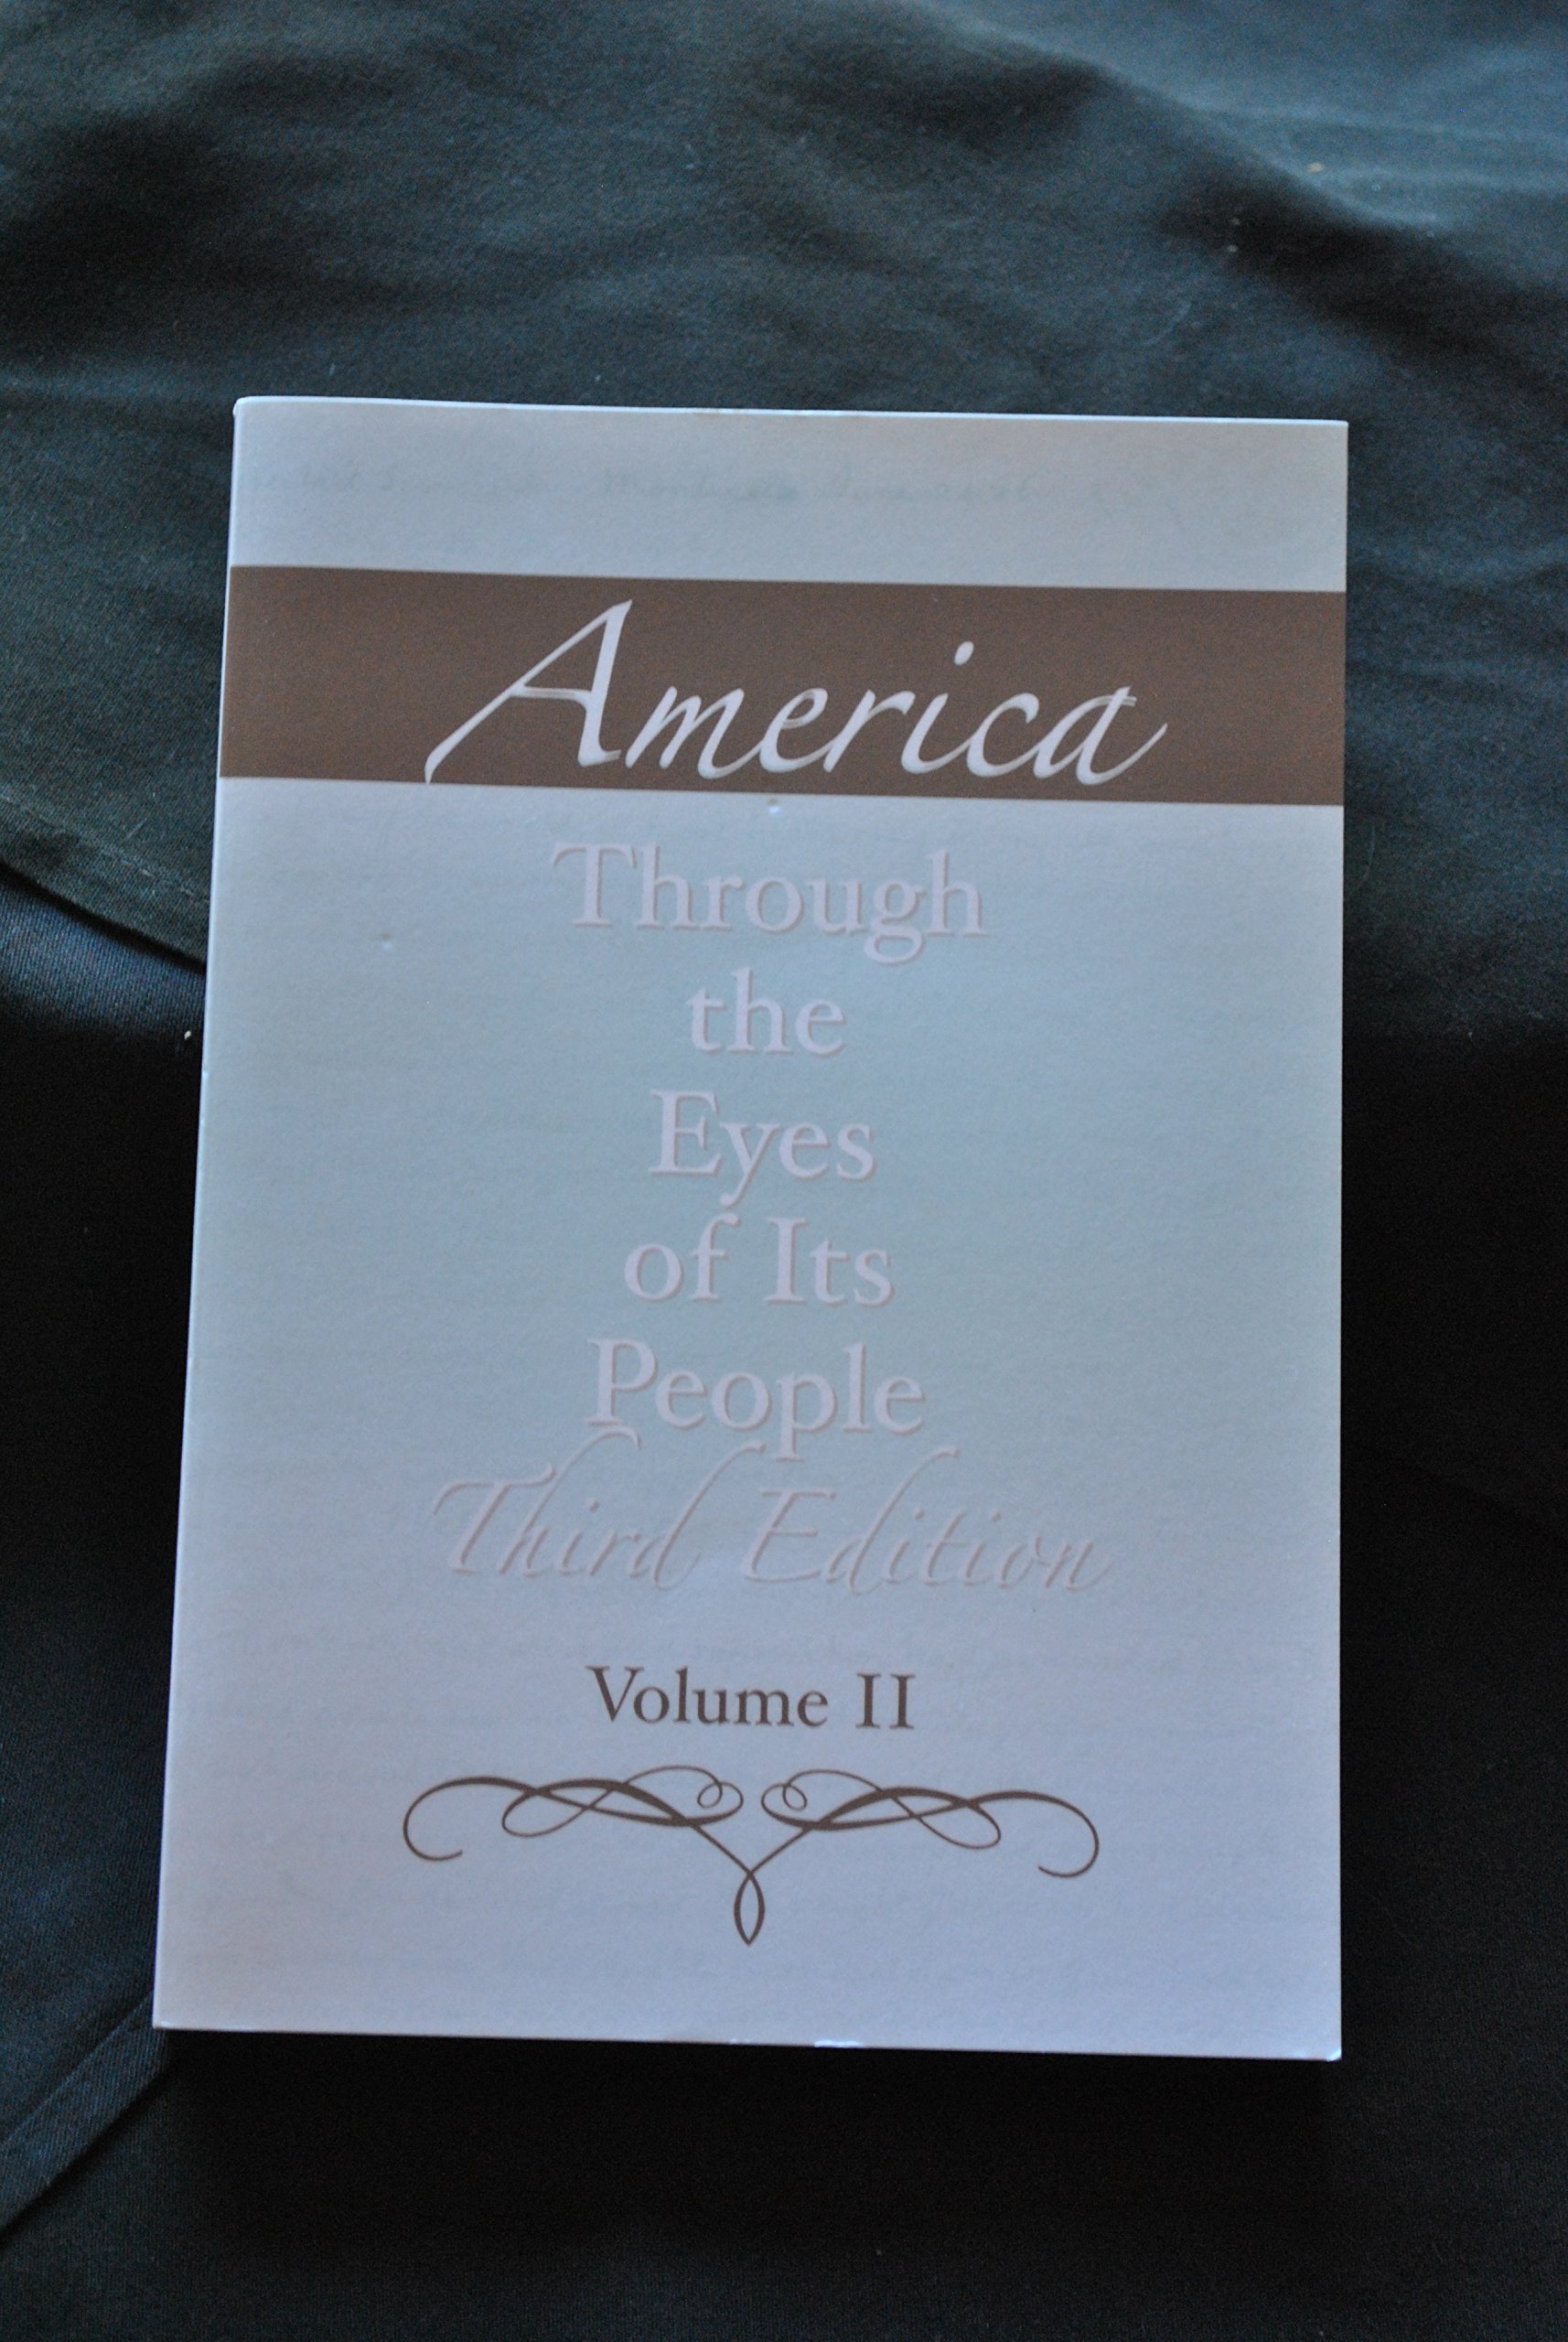 America
Through
the
Eyes
of Its
People
Third Edition
Volume II